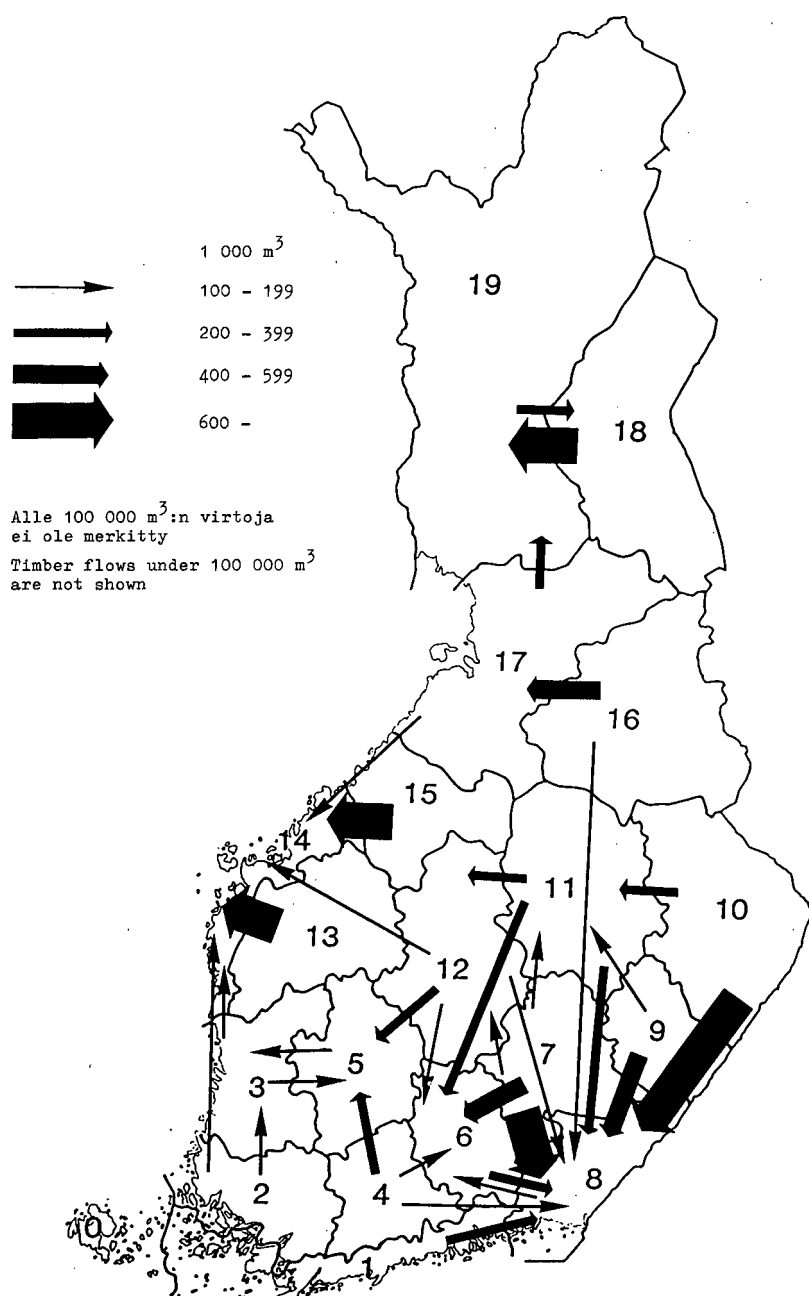 1 000 m³
100 - 199
200 - 399
400 - 599
600 -
Alle 100 000 m³:n virtoja
ei ole merkitty
Timber flows under 100 000 m³
are not shown
19
18
17
16
15
14
13
11
10
12
9
7
5
3
6
8
2
4
0
1